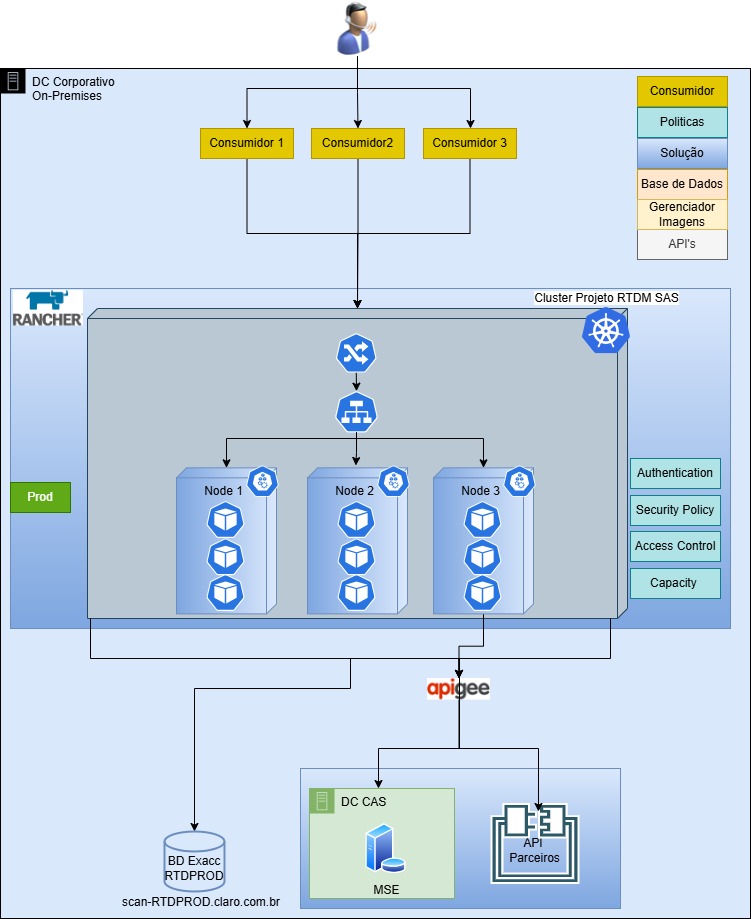 DC Corporativo
On-Premises
Consumidor
Politicas
Solução
Base de Dados
Gerenciador
Imagens
API's
Consumidor 1
Consumidor2
Consumidor 3
RANCHER
Cluster Projeto RTDM SAS
Prod
Node 1
Node 2
Node 3
Authentication
Security Policy
Access Control
Capacity
apigee
DC CAS
MSE
API
Parceiros
BD Exacc
RTDPROD
scan-RTDPROD.claro.com.br